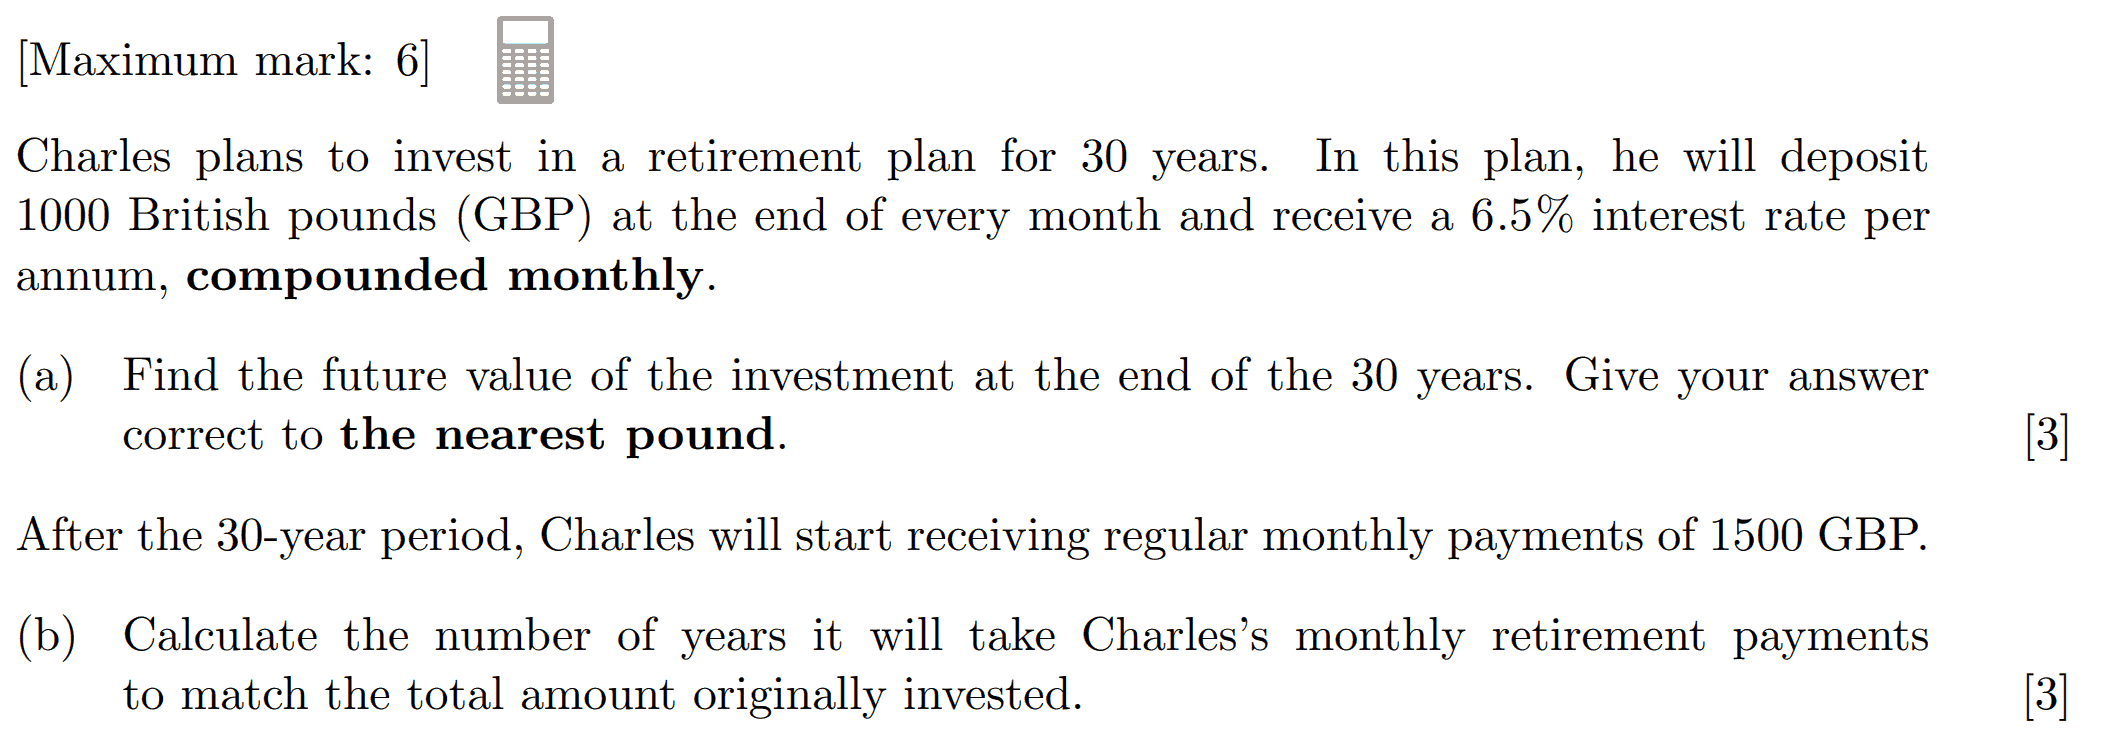 [Maximum mark: 6]
Charles plans to invest in a retirement plan for 30 years. In this plan, he will deposit
1000 British pounds (GBP) at the end of every month and receive a 6.5% interest rate per
annum, compounded monthly.
(a) Find the future value of the investment at the end of the 30 years. Give your answer
correct to the nearest pound. [3]
After the 30-year period, Charles will start receiving regular monthly payments of 1500 GBP.
(b) Calculate the number of years it will take Charles's monthly retirement payments
to match the total amount originally invested. [3]